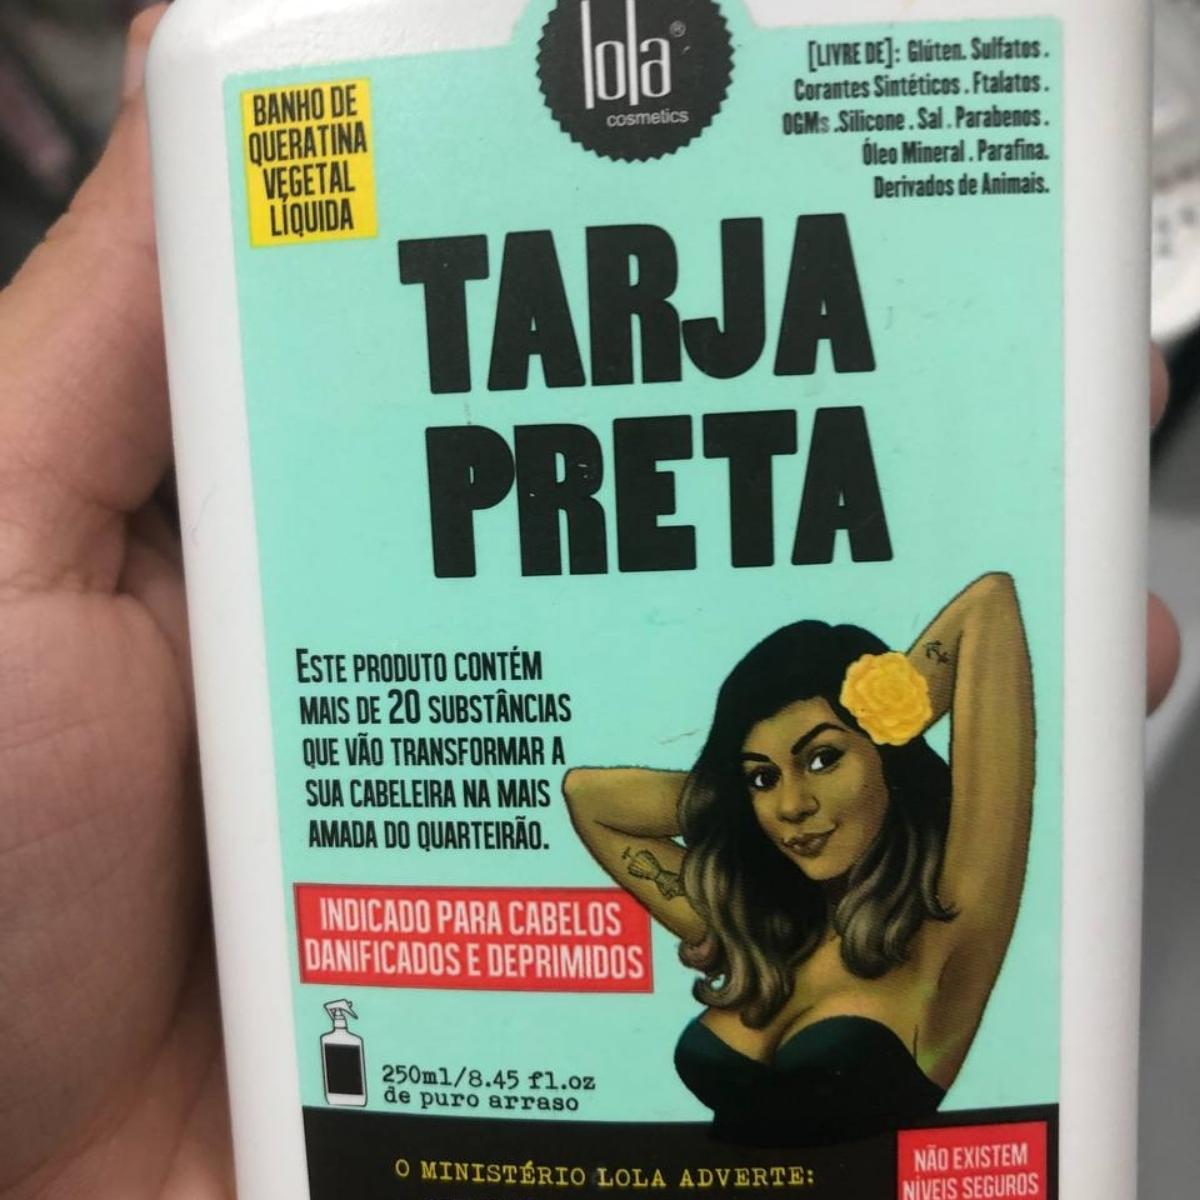 lola®
cosmetics
BANHO DE
QUERATINA
VEGETAL
LÍQUIDA
[LIVRE DE]: Glúten. Sulfatos.
Corantes Sintéticos. Ftalatos.
OGMs.Silicone. Sal. Parabenos.
Óleo Mineral. Parafina.
Derivados de Animais.
TARJA
PRETA
ESTE PRODUTO CONTÉM
MAIS DE 20 SUBSTÂNCIAS
QUE VÃO TRANSFORMAR A
SUA CABELEIRA NA MAIS
AMADA DO QUARTEIRÃO.
INDICADO PARA CABELOS
DANIFICADOS E DEPRIMIDOS
250ml/8.45 fl.oz
de puro arraso
O MINISTÉRIO LOLA ADVERTE:
NÃO EXISTEM
NÍVEIS SEGUROS